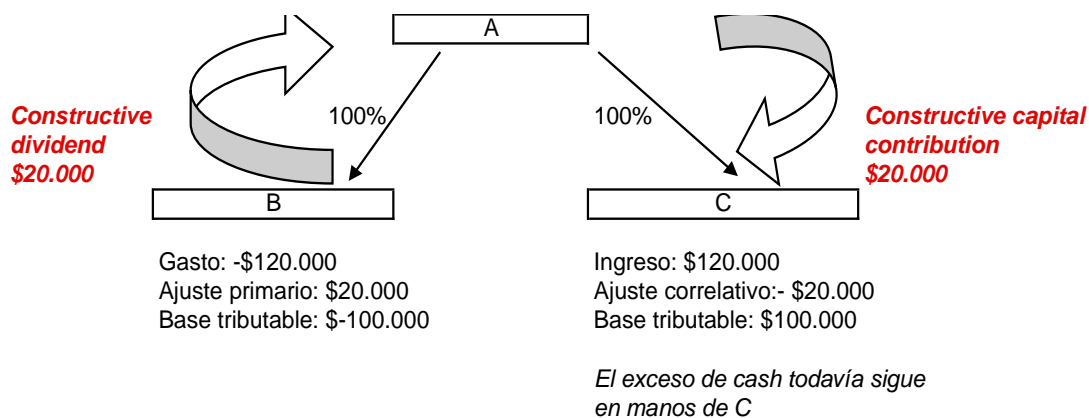 A
100%
100%
Constructive
dividend
$20.000
Constructive capital
contribution
$20.000
B
C
Gasto: -$120.000
Ajuste primario: $20.000
Base tributable: $-100.000
Ingreso: $120.000
Ajuste correlativo:- $20.000
Base tributable: $100.000
El exceso de cash todavía sigue
en manos de C